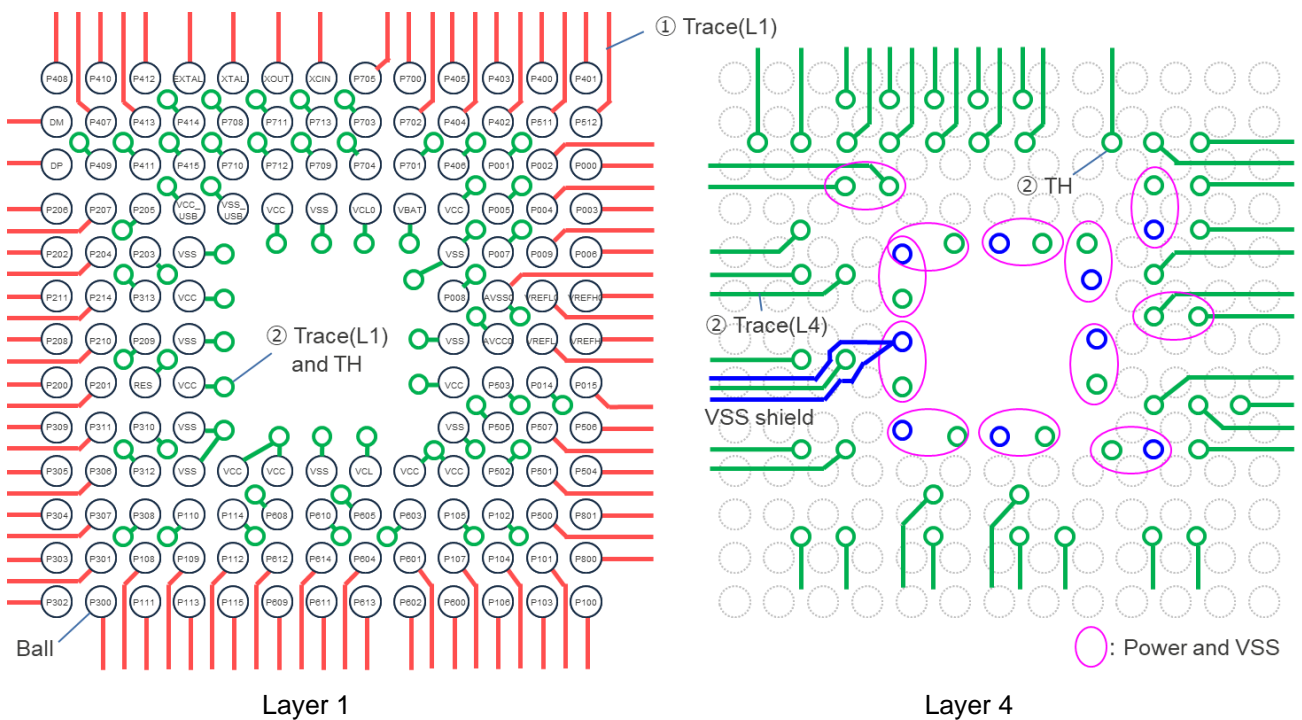 ① Trace(L1)
P408 P410 P412 EXTAL XTAL XOUT XCIN P705 P700 P405 P403 P400 P401
DM P407 P413 P414 P708 P711 P713 P703 P702 P404 P402 P511 P512
DP P409 P411 P415 P710 P712 P709 P704 P701 P406 P001 P002 P000
② TH
P206 P207 P205 VCC_USB VSS_USB VCC VSS VCL0 VBAT VCC P005 P004 P003
P202 P204 P203 VSS VSS P007 P009 P006
P211 P214 P313 VCC P008 AVSS0 VREFL0 VREFH0
② Trace(L1)
and TH
② Trace(L4)
P208 P210 P209 VSS VSS AVCC0 VREFL VREFH
P200 P201 RES VCC VCC P503 P014 P015
VSS shield
P309 P311 P310 VSS VSS P505 P507 P506
P305 P306 P312 VSS VCC VCC VSS VCL VCC VCC P502 P501 P504
P304 P307 P308 P110 P114 P608 P610 P605 P603 P105 P102 P500 P801
P303 P301 P108 P109 P112 P612 P614 P604 P601 P107 P104 P101 P800
P302 P300 P111 P113 P115 P609 P611 P613 P602 P600 P106 P103 P100
Ball
: Power and VSS
Layer 1
Layer 4